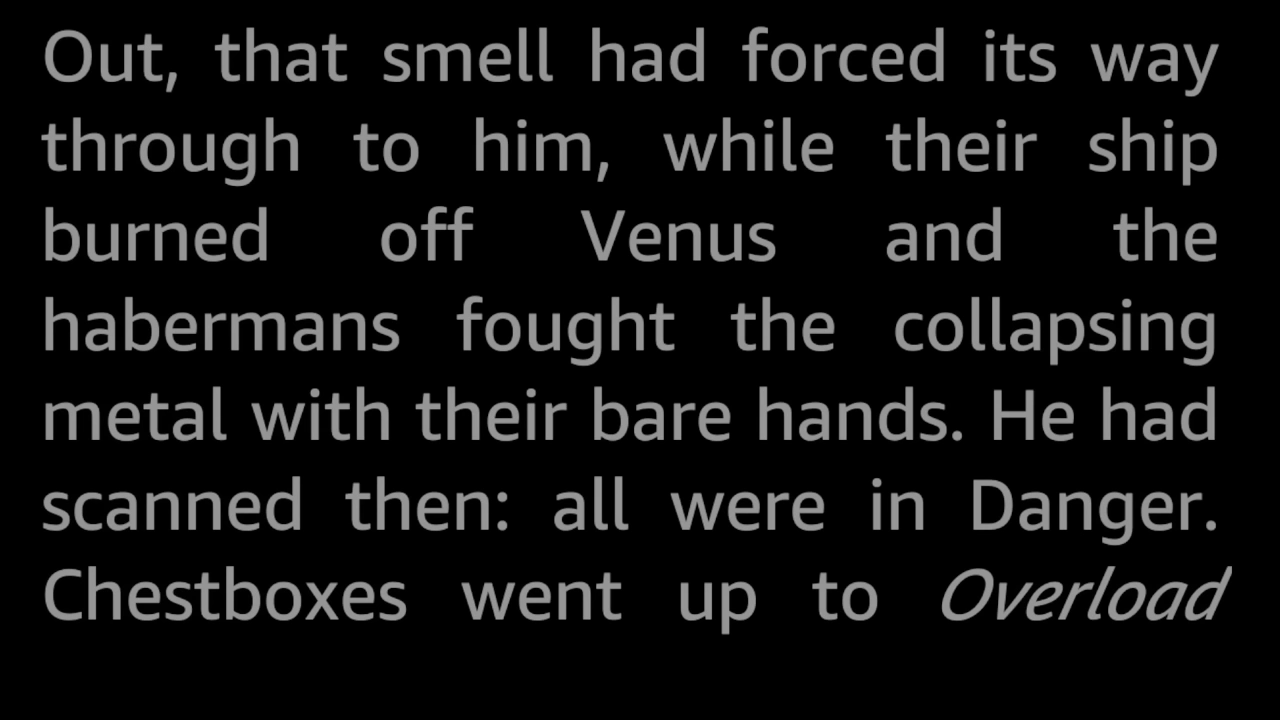 Out, that smell had forced its way
through to him, while their ship
burned off Venus and the
habermans fought the collapsing
metal with their bare hands. He had
scanned then: all were in Danger.
Chestboxes went up to Overload